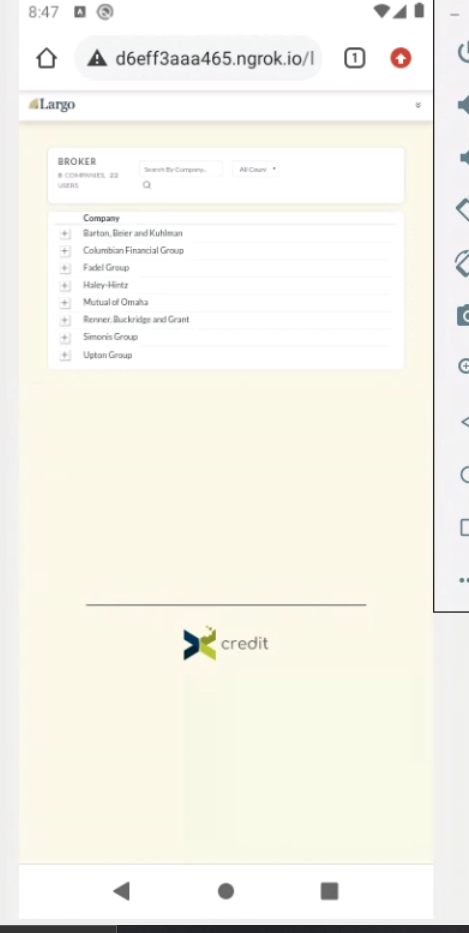 8:47
d6eff3aaa465.ngrok.io/l
1
Largo
BROKER
8 COMPANIES, 22
USERS
Search By Company..
All Count
Company
Barton, Beier and Kuhlman
Columbian Financial Group
Fadel Group
Haley-Hintz
Mutual of Omaha
Renner, Buckridge and Grant
Simonis Group
Upton Group
credit